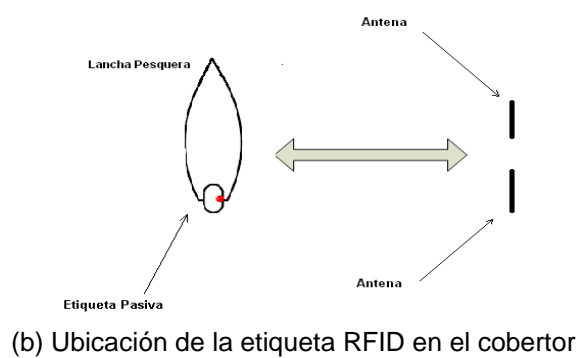 Antena
Lancha Pesquera
Antena
Etiqueta Pasiva
(b) Ubicación de la etiqueta RFID en el cobertor